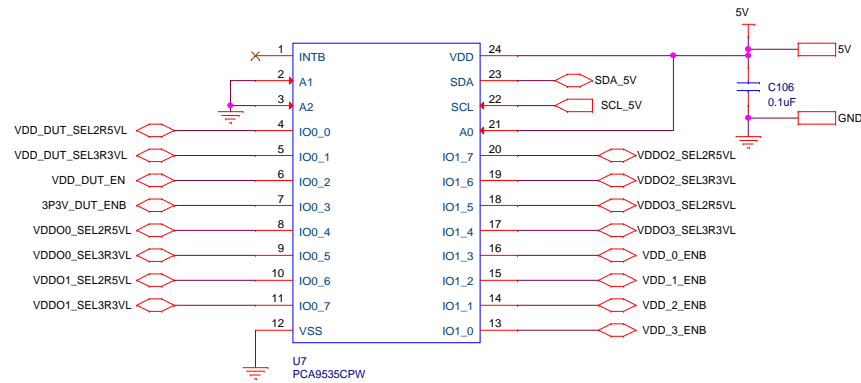 5V
1 INTB VDD 24 5V
2 A1 SDA 23 SDA_5V C106
3 A2 SCL 22 SCL_5V 0.1uF
VDD_DUT_SEL2R5VL 4 IO0_0 A0 21 GND
VDD_DUT_SEL3R3VL 5 IO0_1 IO1_7 20 VDDO2_SEL2R5VL
VDD_DUT_EN 6 IO0_2 IO1_6 19 VDDO2_SEL3R3VL
3P3V_DUT_ENB 7 IO0_3 IO1_5 18 VDDO3_SEL2R5VL
VDDO0_SEL2R5VL 8 IO0_4 IO1_4 17 VDDO3_SEL3R3VL
VDDO0_SEL3R3VL 9 IO0_5 IO1_3 16 VDD_0_ENB
VDDO1_SEL2R5VL 10 IO0_6 IO1_2 15 VDD_1_ENB
VDDO1_SEL3R3VL 11 IO0_7 IO1_1 14 VDD_2_ENB
12 VSS IO1_0 13 VDD_3_ENB
U7
PCA9535CPW